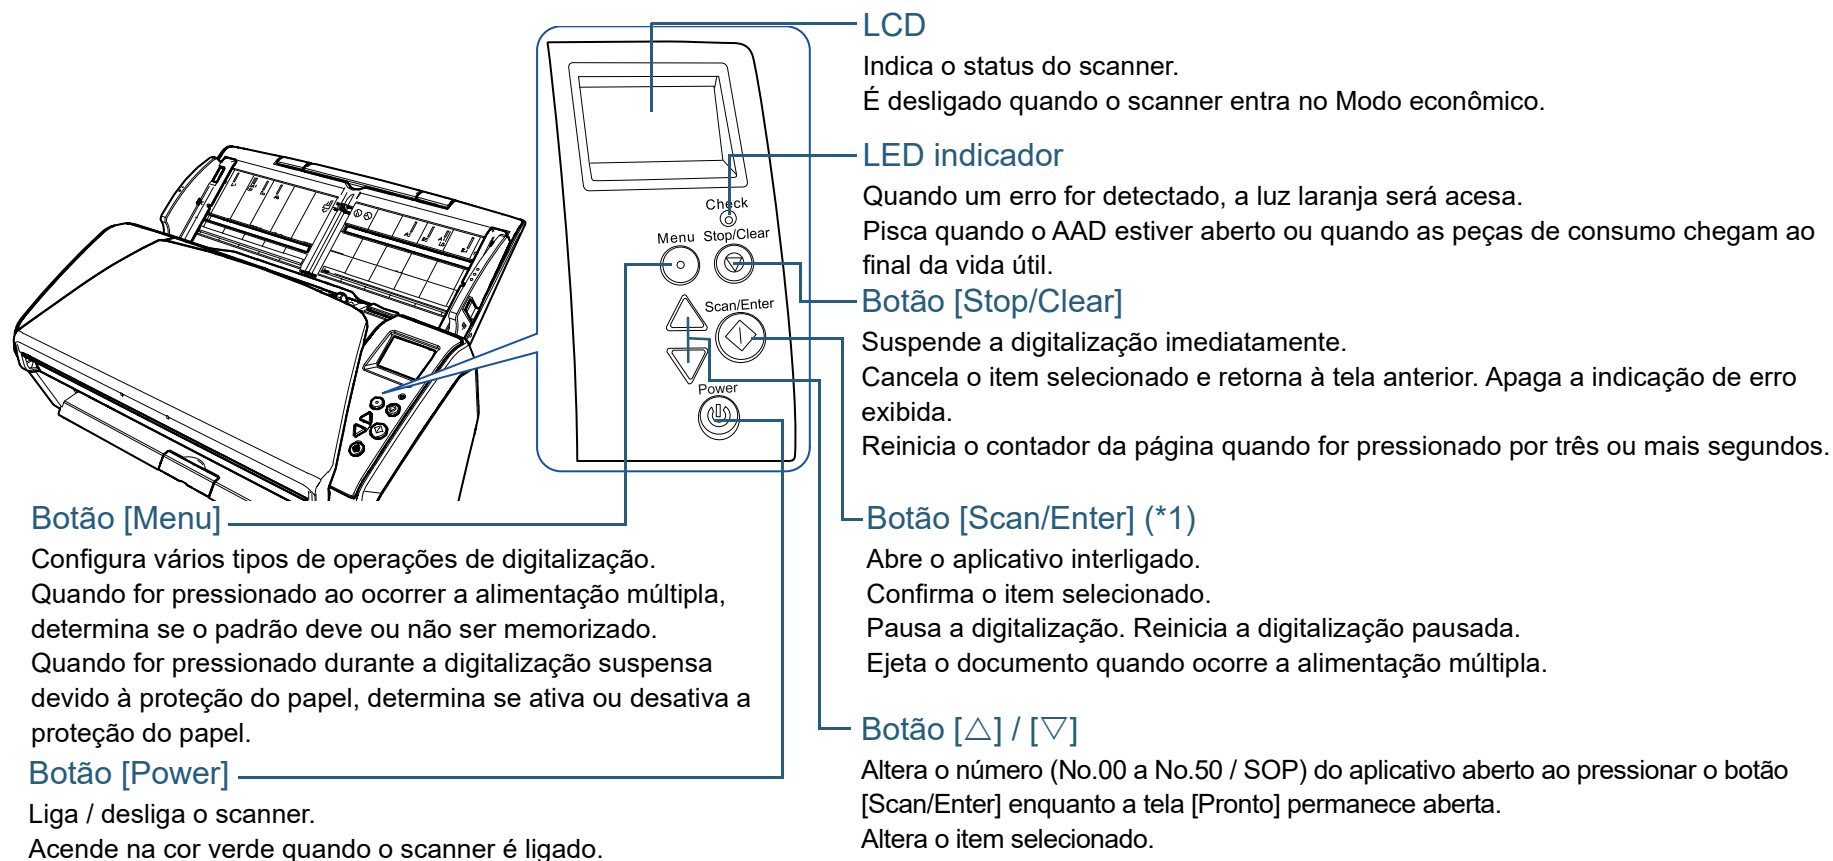 LCD
Indica o status do scanner.
É desligado quando o scanner entra no Modo econômico.
LED indicador
Quando um erro for detectado, a luz laranja será acesa.
Pisca quando o AAD estiver aberto ou quando as peças de consumo chegam ao
final da vida útil.
Check
Menu Stop/Clear
Scan/Enter
Power
Botão [Stop/Clear]
Suspende a digitalização imediatamente.
Cancela o item selecionado e retorna à tela anterior. Apaga a indicação de erro
exibida.
Reinicia o contador da página quando for pressionado por três ou mais segundos.
Botão [Menu]
Configura vários tipos de operações de digitalização.
Quando for pressionado ao ocorrer a alimentação múltipla,
determina se o padrão deve ou não ser memorizado.
Quando for pressionado durante a digitalização suspensa
devido à proteção do papel, determina se ativa ou desativa a
proteção do papel.
Botão [Power]
Liga / desliga o scanner.
Acende na cor verde quando o scanner é ligado.
Botão [Scan/Enter] (*1)
Abre o aplicativo interligado.
Confirma o item selecionado.
Pausa a digitalização. Reinicia a digitalização pausada.
Ejeta o documento quando ocorre a alimentação múltipla.
Botão [△] / [▽]
Altera o número (No.00 a No.50 / SOP) do aplicativo aberto ao pressionar o botão
[Scan/Enter] enquanto a tela [Pronto] permanece aberta.
Altera o item selecionado.